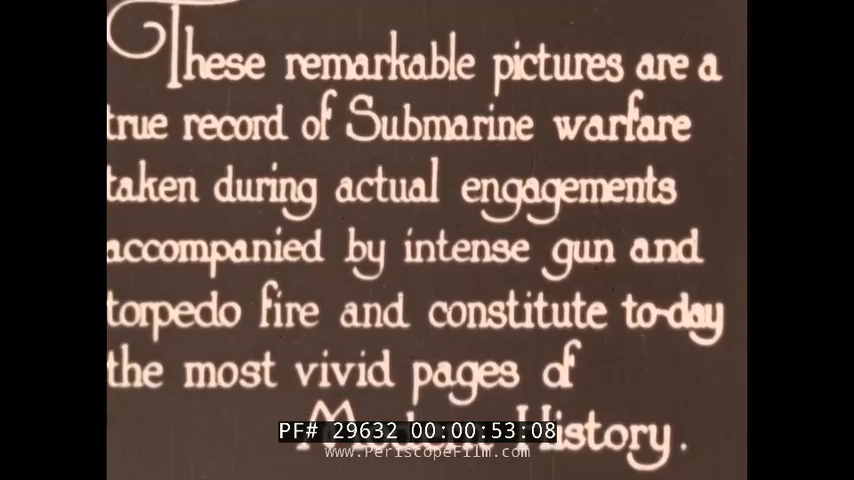 These remarkable pictures are a
true record of Submarine warfare
taken during actual engagements
accompanied by intense gun and
torpedo fire and constitute to-day
the most vivid pages of
Modern History.
PF# 29632 00:00:53:08
www.PeriscopeFilm.com